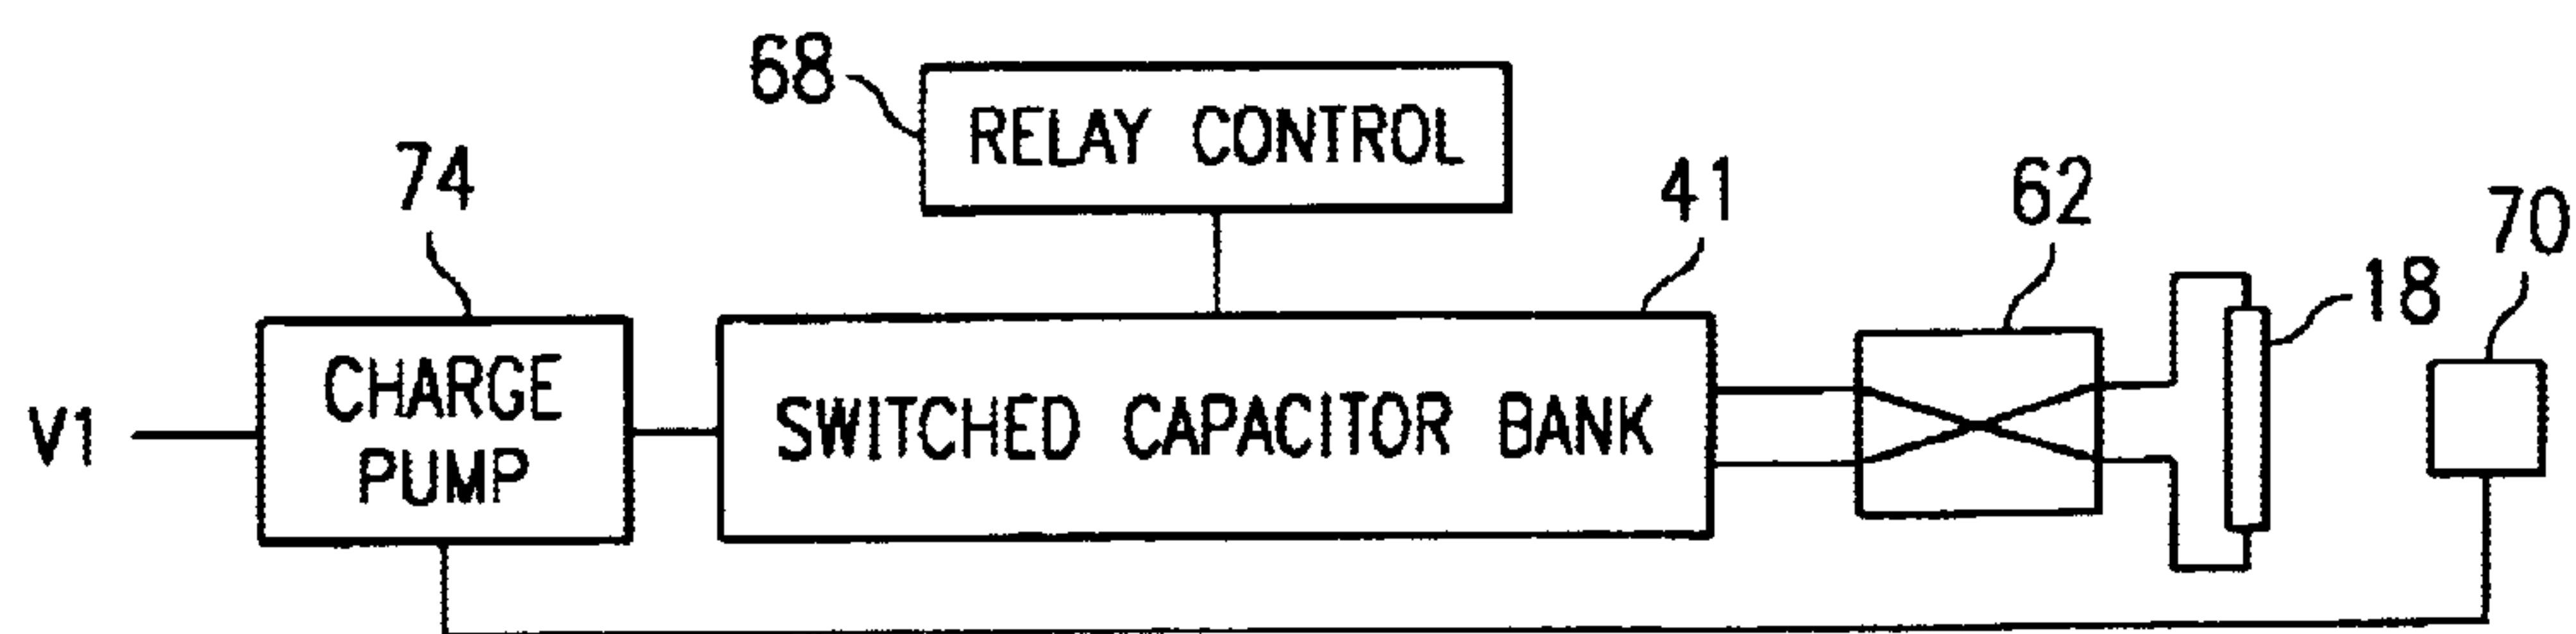 68
RELAY CONTROL
74
41
62
70
18
V1
CHARGE
PUMP
SWITCHED CAPACITOR BANK